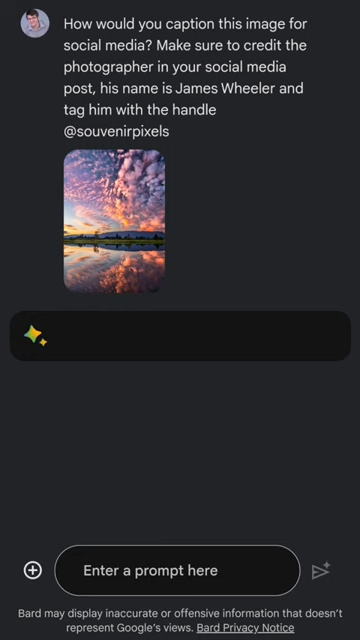 How would you caption this image for
social media? Make sure to credit the
photographer in your social media
post, his name is James Wheeler and
tag him with the handle
@souvenirpixels
Enter a prompt here
Bard may display inaccurate or offensive information that doesn't
represent Google's views. Bard Privacy Notice